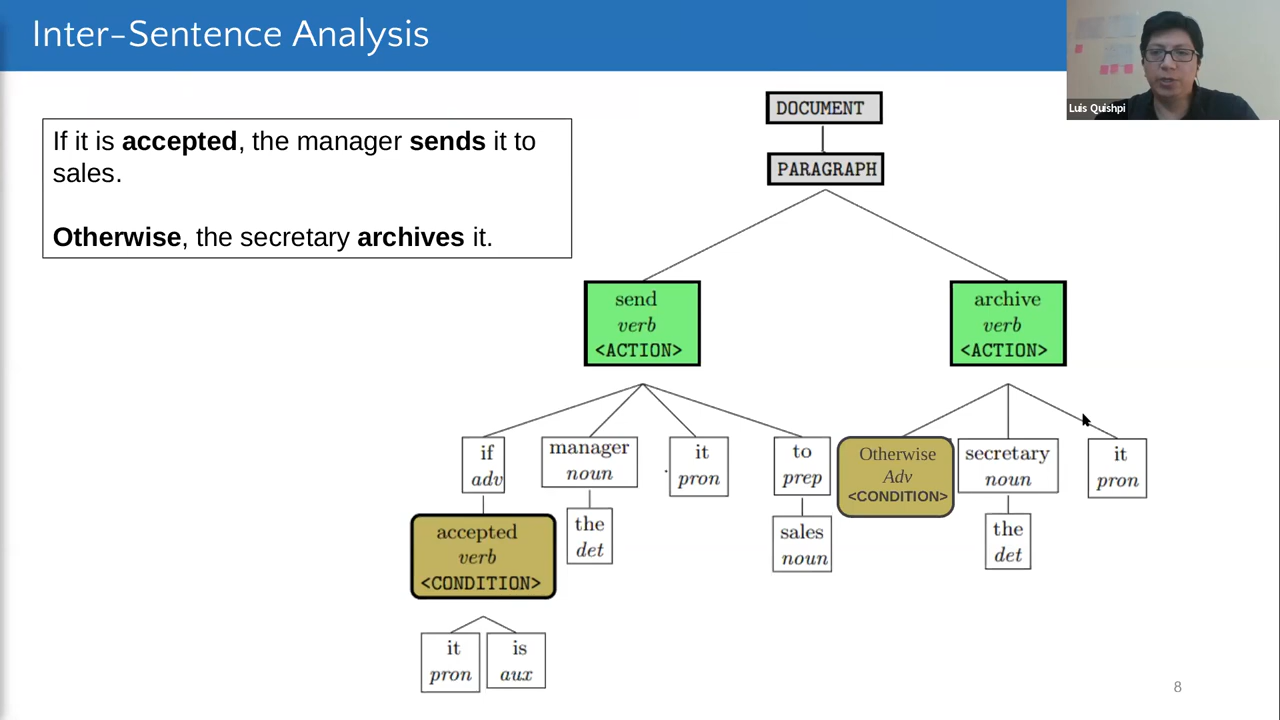 Inter-Sentence Analysis
Luis Quishpi
If it is accepted, the manager sends it to
sales.
Otherwise, the secretary archives it.
DOCUMENT
PARAGRAPH
send
verb
<ACTION>
archive
verb
<ACTION>
if
adv
manager
noun
it
pron
to
prep
Otherwise
Adv
<CONDITION>
secretary
noun
it
pron
accepted
verb
<CONDITION>
the
det
sales
noun
the
det
it
pron
is
aux
8